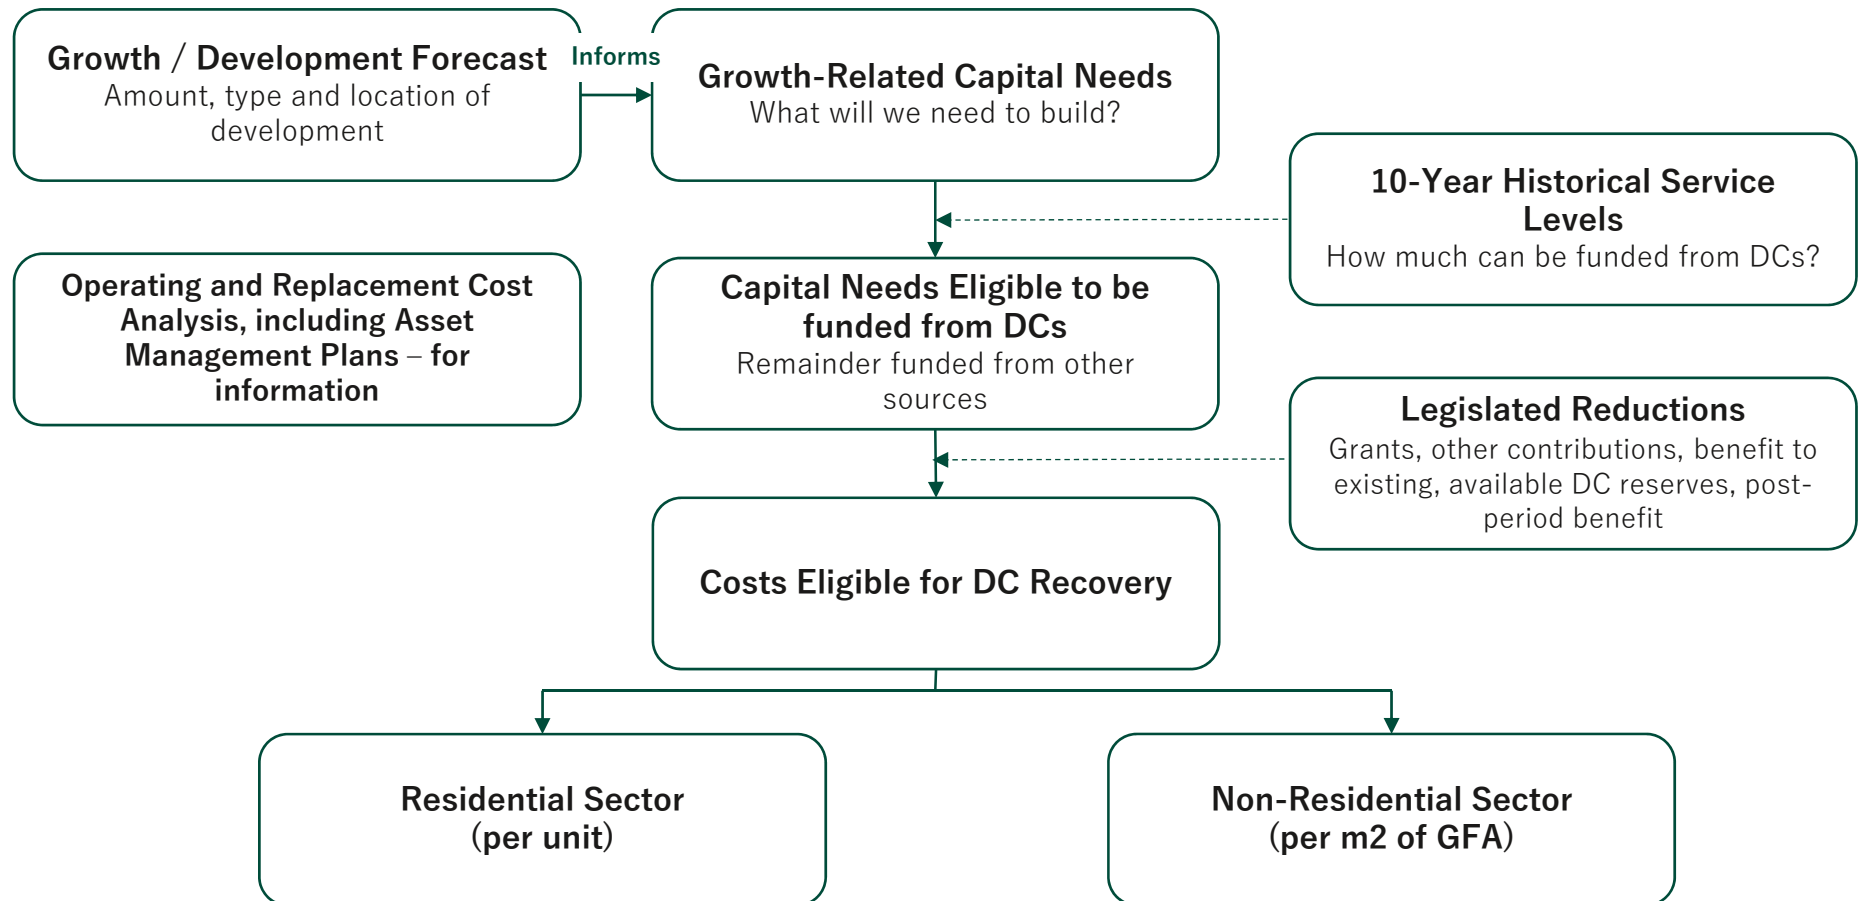 Growth / Development Forecast
Amount, type and location of
development
Informs
Growth-Related Capital Needs
What will we need to build?
10-Year Historical Service
Levels
How much can be funded from DCs?
Operating and Replacement Cost
Analysis, including Asset
Management Plans – for
information
Capital Needs Eligible to be
funded from DCs
Remainder funded from other
sources
Legislated Reductions
Grants, other contributions, benefit to
existing, available DC reserves, post-
period benefit
Costs Eligible for DC Recovery
Residential Sector
(per unit)
Non-Residential Sector
(per m2 of GFA)